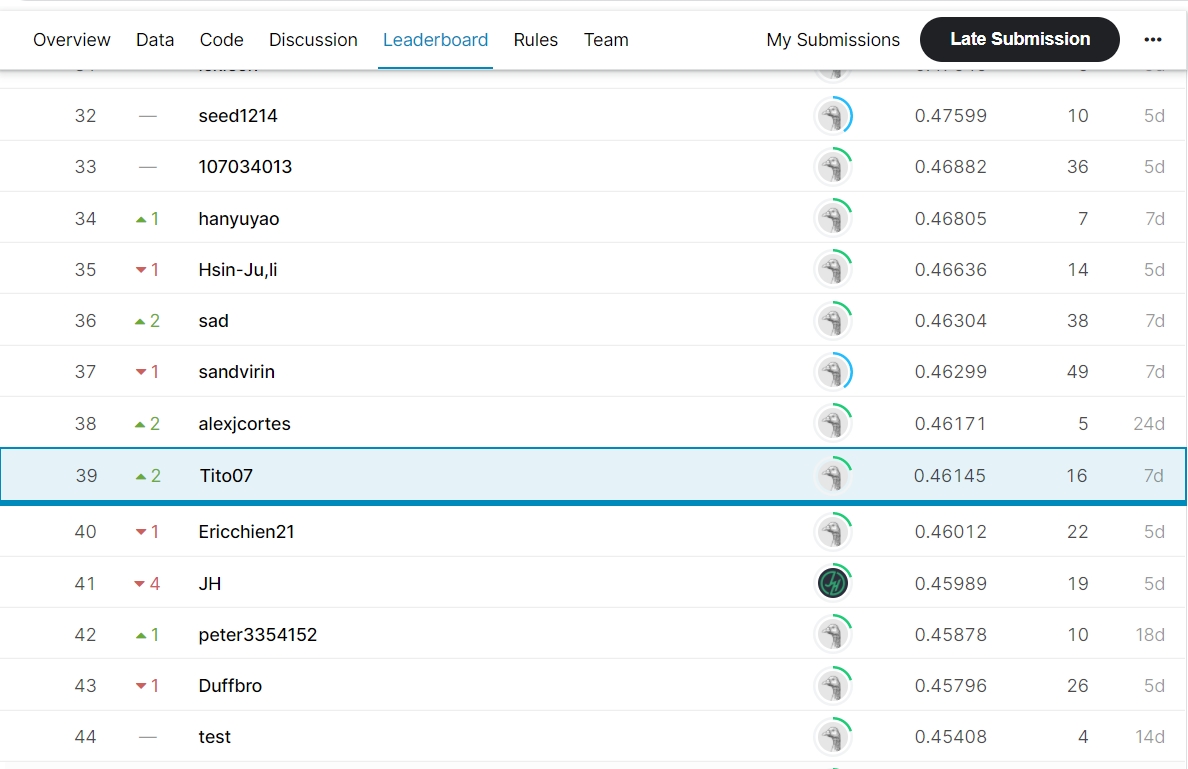 Overview Data Code Discussion Leaderboard Rules Team My Submissions Late Submission •••
32 — seed1214 0.47599 10 5d
33 — 107034013 0.46882 36 5d
34 ▲1 hanyuyao 0.46805 7 7d
35 ▼1 Hsin-Ju,li 0.46636 14 5d
36 ▲2 sad 0.46304 38 7d
37 ▼1 sandvirin 0.46299 49 7d
38 ▲2 alexjcortes 0.46171 5 24d
39 ▲2 Tito07 0.46145 16 7d
40 ▼1 Ericchien21 0.46012 22 5d
41 ▼4 JH 0.45989 19 5d
42 ▲1 peter3354152 0.45878 10 18d
43 ▼1 Duffbro 0.45796 26 5d
44 — test 0.45408 4 14d